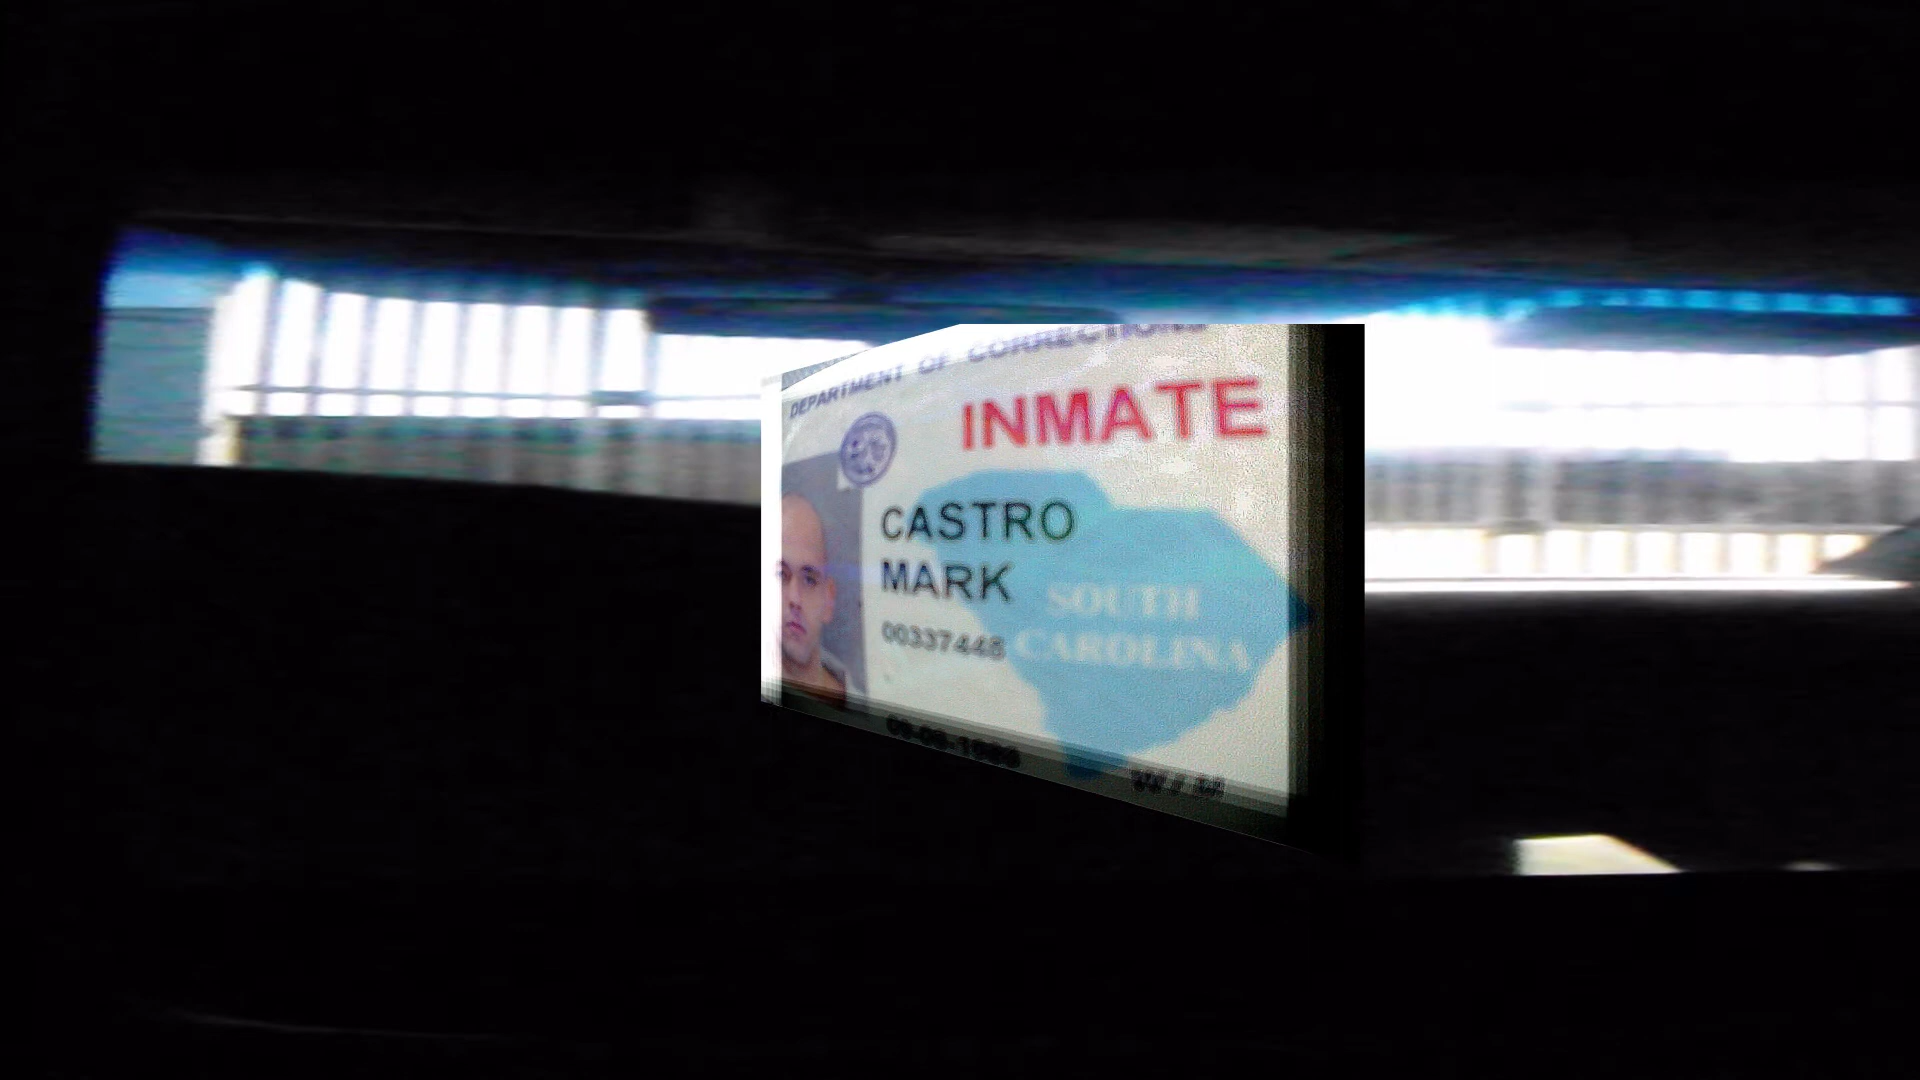 DEPARTMENT OF CORRECTIONS
INMATE
CASTRO
MARK
SOUTH
00337448
CAROLINA